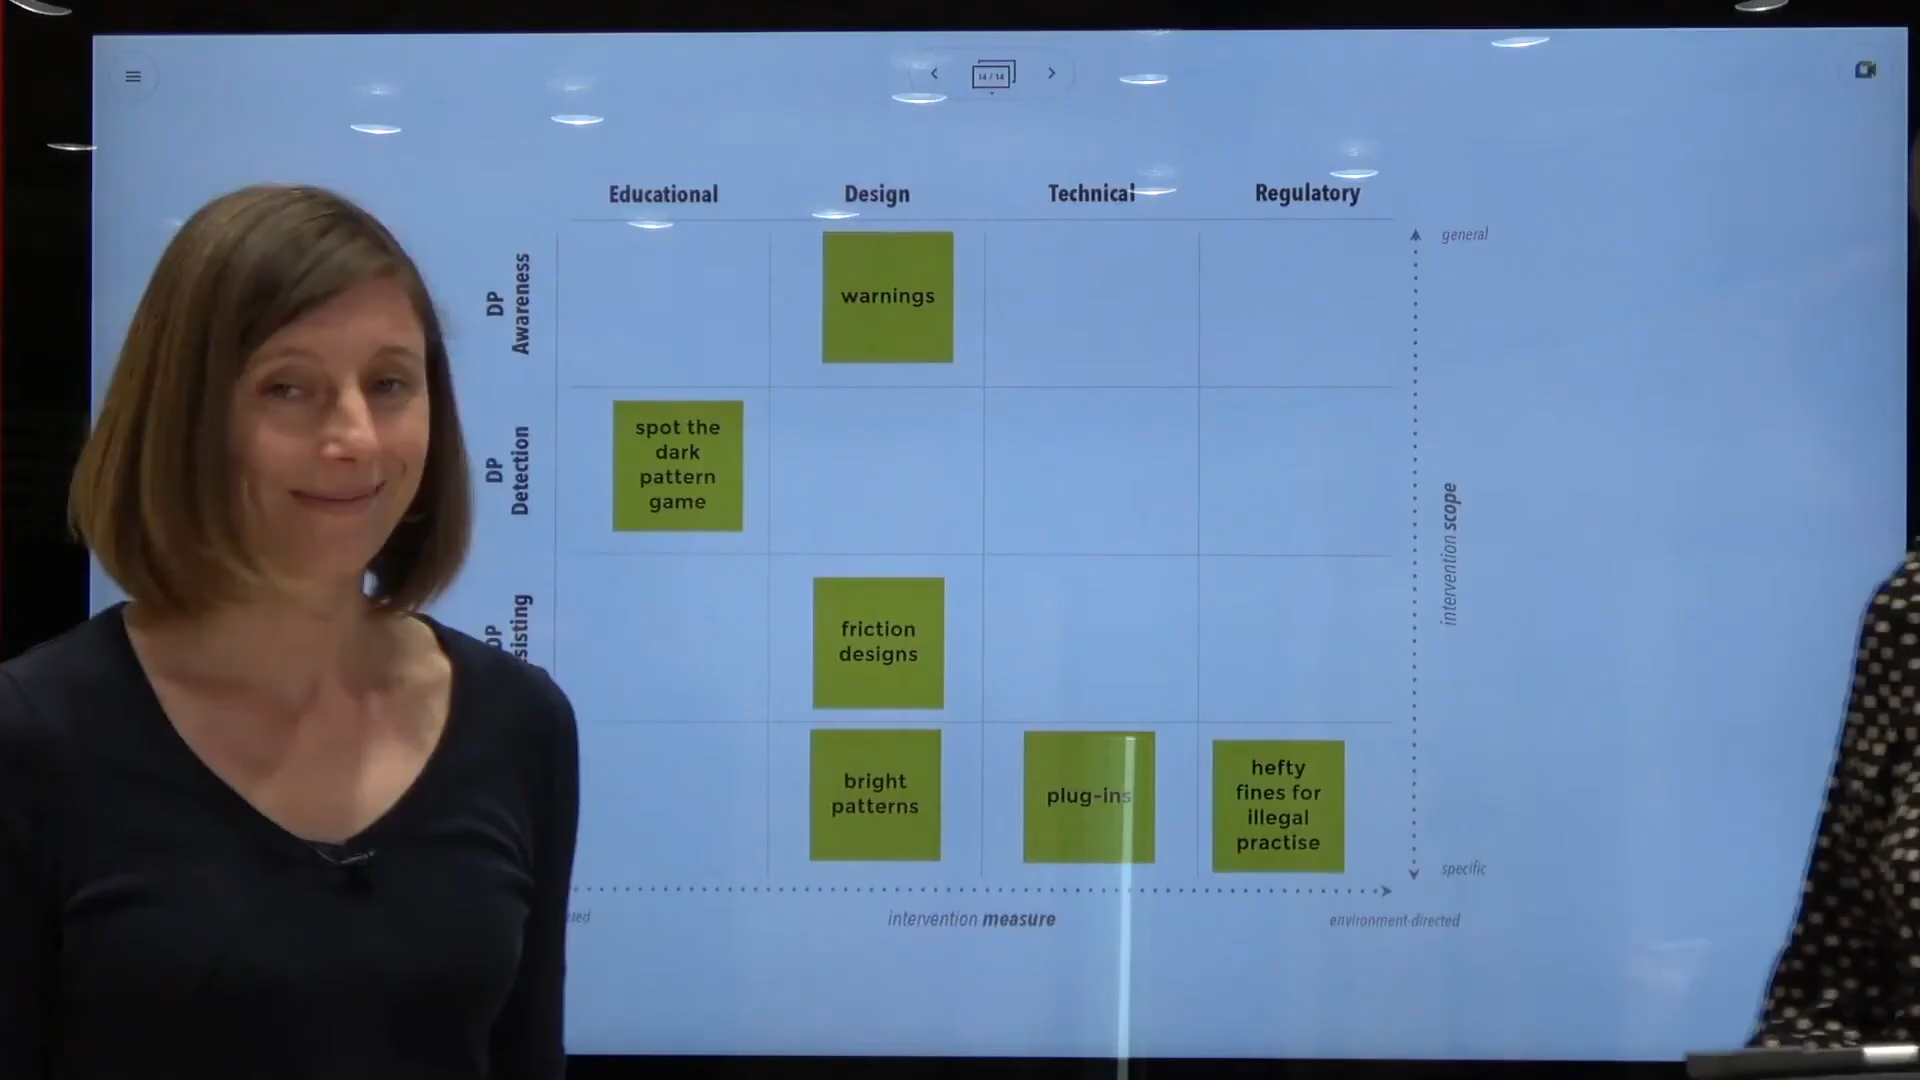 14 / 14
Educational
Design
Technical
Regulatory
general
DP
Awareness
warnings
DP
Detection
spot the
dark
pattern
game
intervention scope
friction
designs
bright
patterns
plug-ins
hefty
fines for
illegal
practise
specific
intervention measure
environment-directed